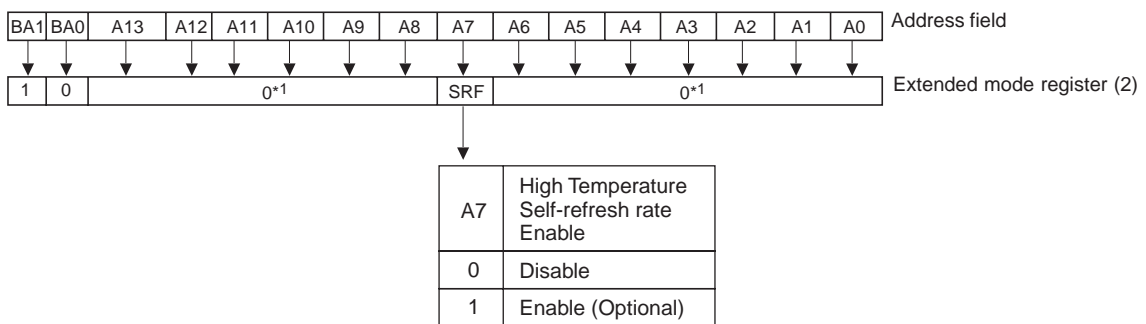 BA1 BA0 A13 A12 A11 A10 A9 A8 A7 A6 A5 A4 A3 A2 A1 A0 Address field
1 0 0*1 SRF 0*1 Extended mode register (2)
A7 High Temperature
Self-refresh rate
Enable
0 Disable
1 Enable (Optional)